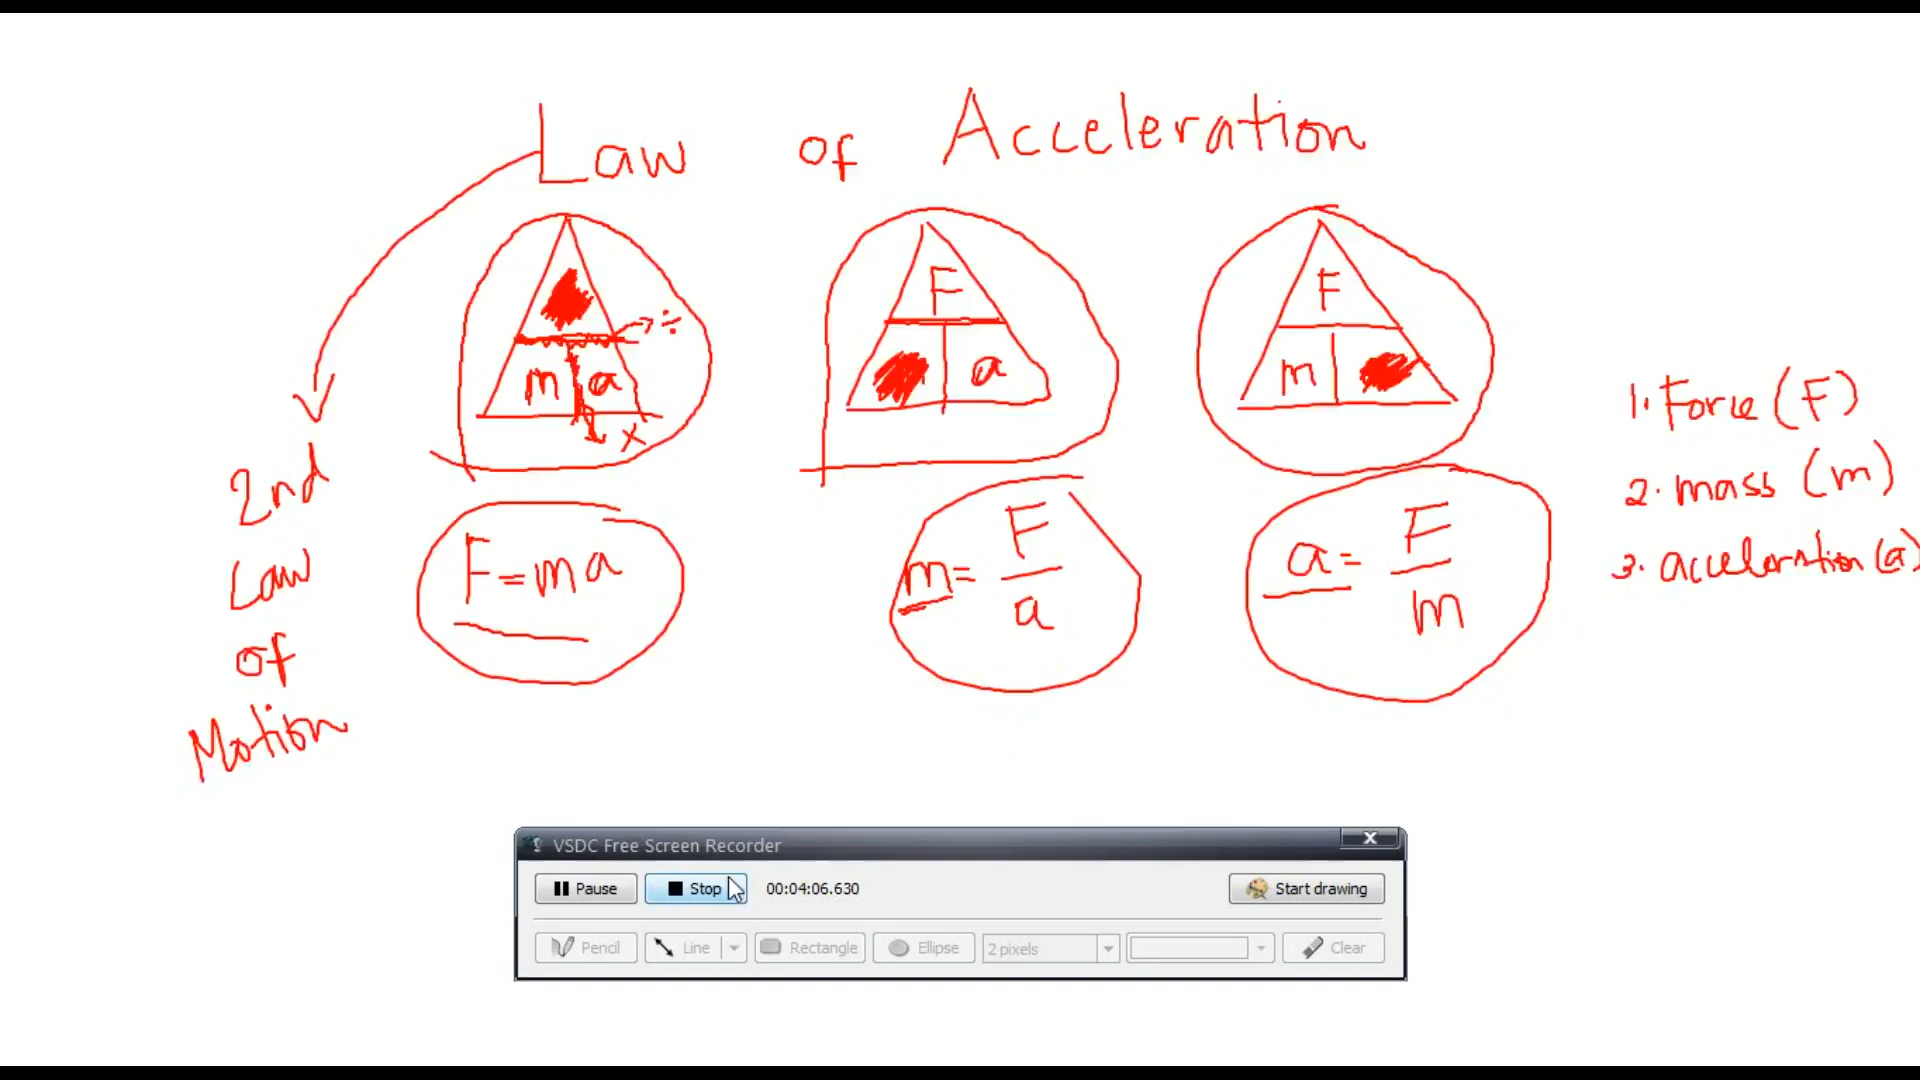 Law of Acceleration
÷
m a
x
F
a
F
m
2nd
Law
of
Motion
F=ma
m= F
a
a= F
m
1. Force (F)
2. mass (m)
3. acceleration (a)
VSDC Free Screen Recorder
Pause Stop 00:04:06.630 Start drawing
Pencil Line Rectangle Ellipse 2 pixels Clear